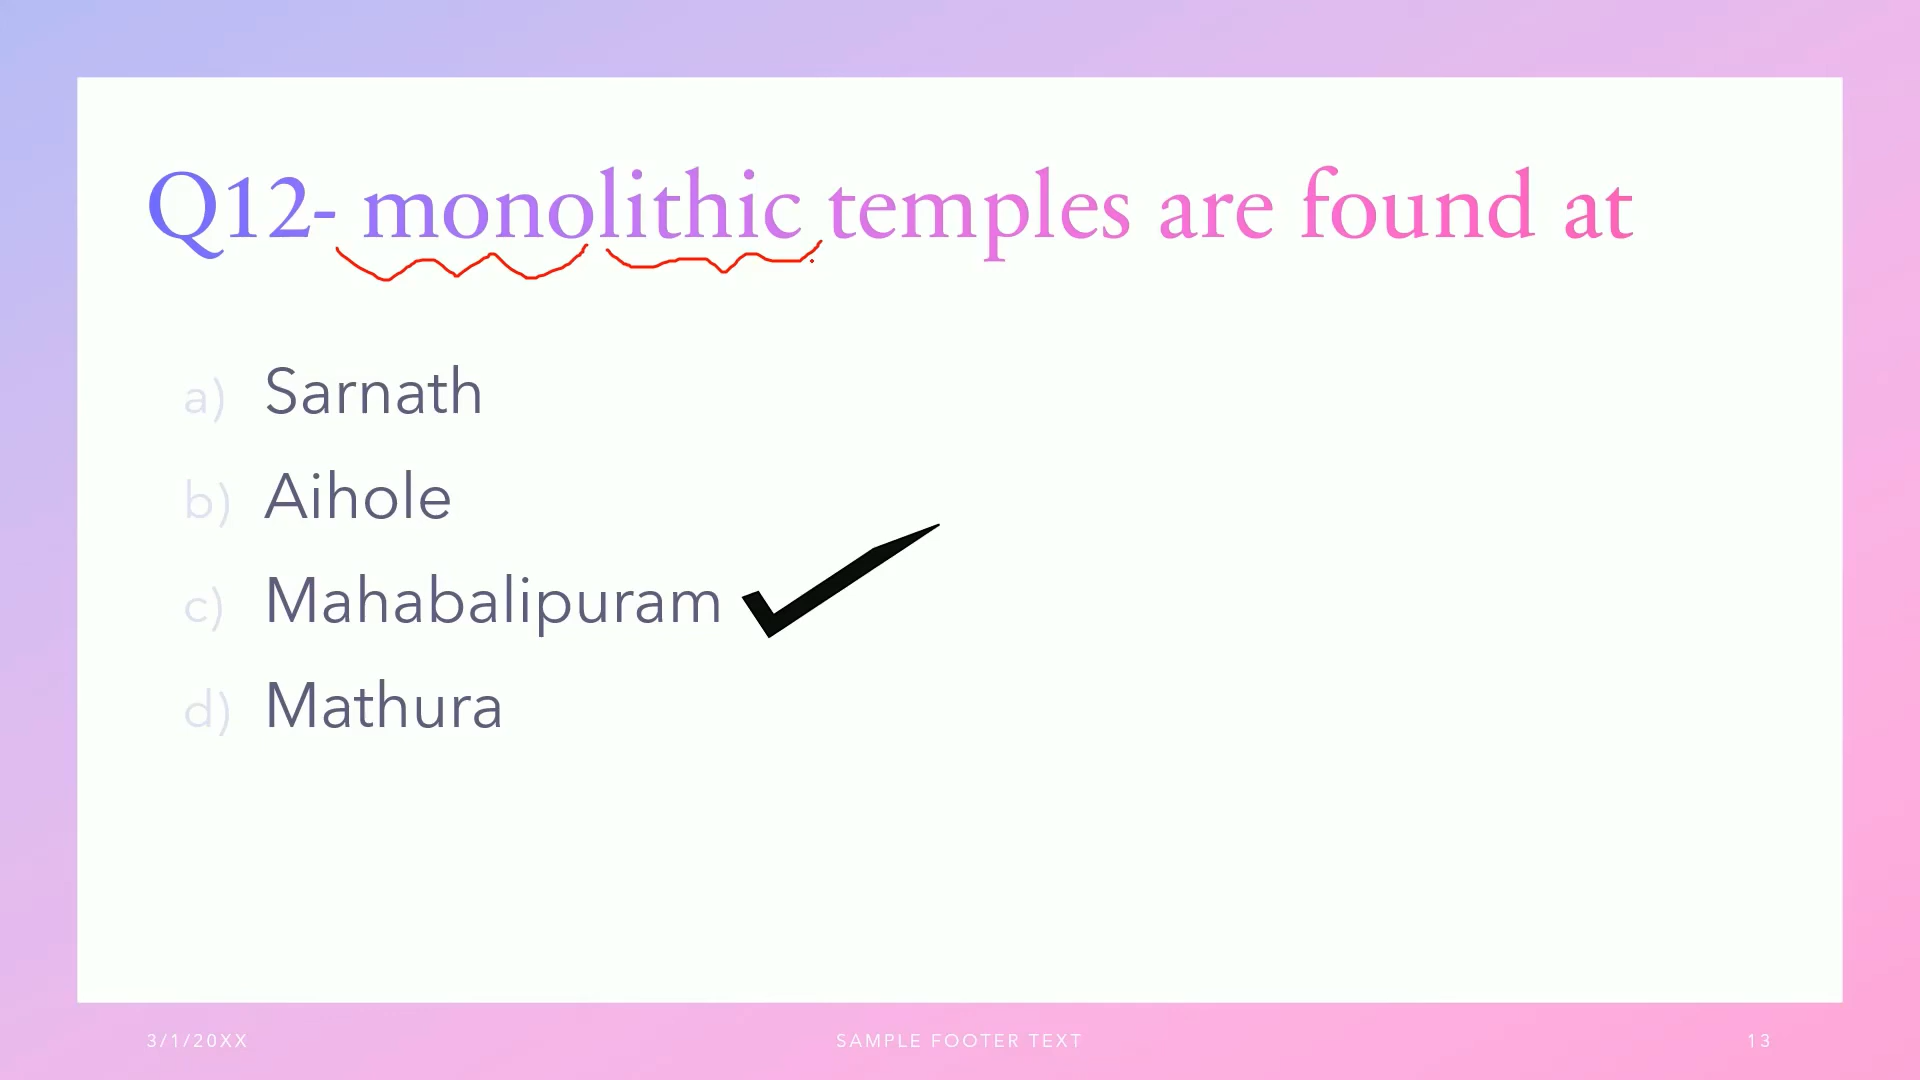 Q12- monolithic temples are found at
a) Sarnath
b) Aihole
c) Mahabalipuram
d) Mathura
3/1/20XX
SAMPLE FOOTER TEXT
13